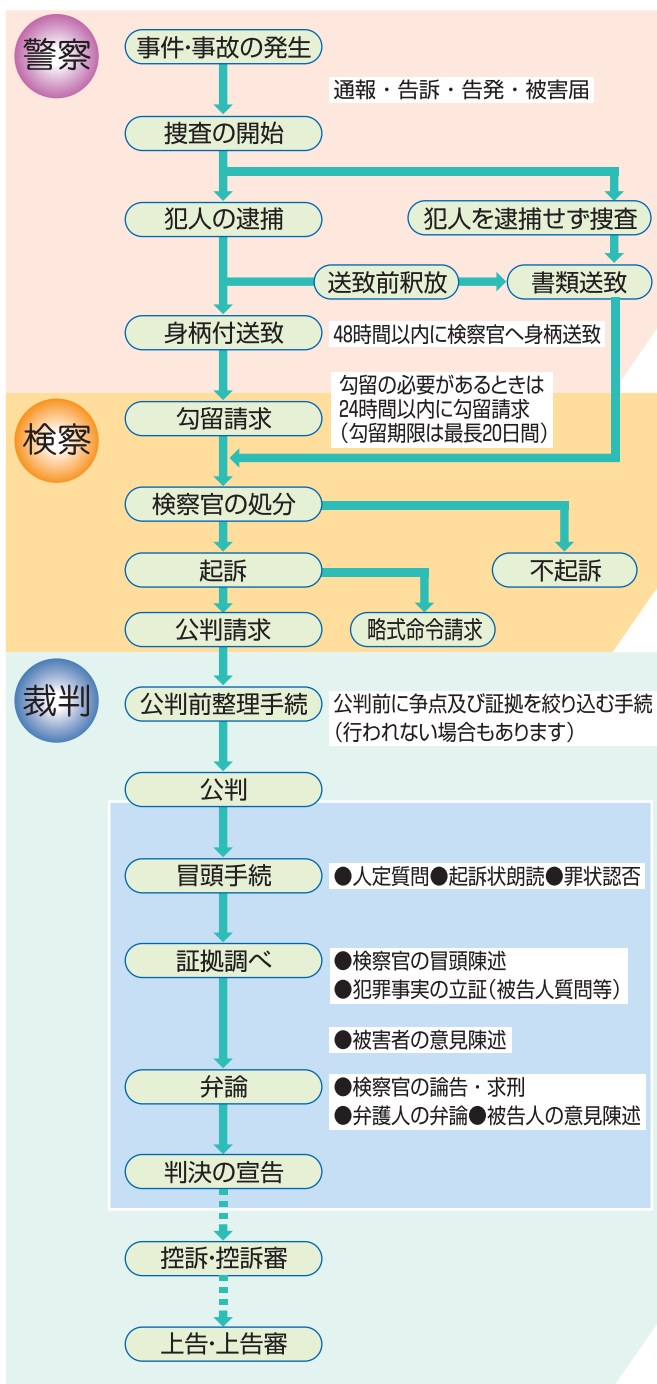 警察
事件・事故の発生
通報・告訴・告発・被害届
捜査の開始
犯人の逮捕
犯人を逮捕せず捜査
送致前釈放
書類送致
身柄付送致
48時間以内に検察官へ身柄送致
勾留の必要があるときは
24時間以内に勾留請求
（勾留期限は最長20日間）
検察
勾留請求
検察官の処分
起訴
不起訴
公判請求
略式命令請求
裁判
公判前整理手続
公判前に争点及び証拠を絞り込む手続
（行われない場合もあります）
公判
冒頭手続
●人定質問●起訴状朗読●罪状認否
証拠調べ
●検察官の冒頭陳述
●犯罪事実の立証（被告人質問等）
●被害者の意見陳述
弁論
●検察官の論告・求刑
●弁護人の弁論●被告人の意見陳述
判決の宣告
控訴・控訴審
上告・上告審